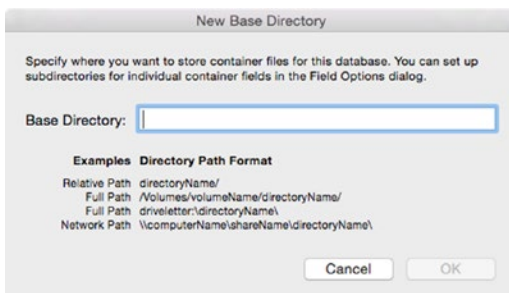 New Base Directory
Specify where you want to store container files for this database. You can set up
subdirectories for individual container fields in the Field Options dialog.
Base Directory:
Examples Directory Path Format
Relative Path directoryName/
Full Path /Volumes/volumeName/directoryName/
Full Path driveletter:\directoryName\
Network Path \\computerName\shareName\directoryName\
Cancel OK